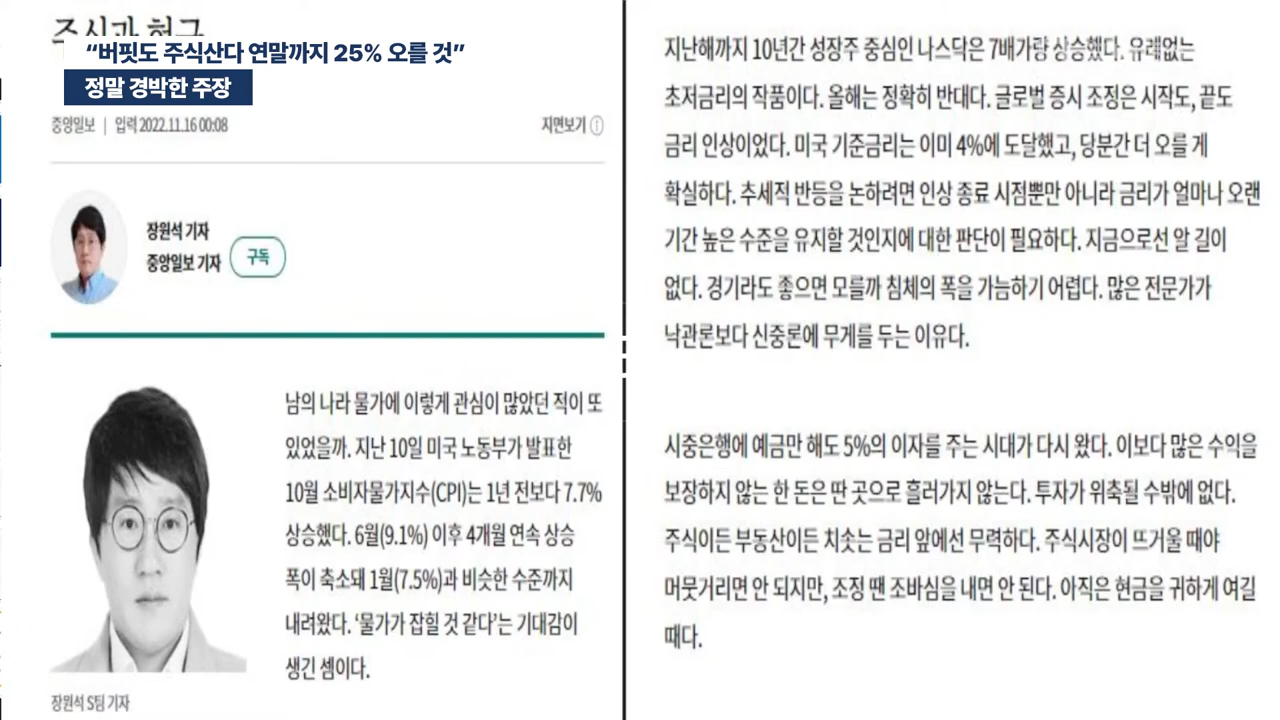 “버핏도 주식산다 연말까지 25% 오를 것”
정말 경박한 주장
중앙일보 | 입력 2022.11.16 00:08
지면보기
장원석 기자
중앙일보 기자
구독
남의 나라 물가에 이렇게 관심이 많았던 적이 또
있었을까. 지난 10일 미국 노동부가 발표한
10월 소비자물가지수(CPI)는 1년 전보다 7.7%
상승했다. 6월(9.1%) 이후 4개월 연속 상승
폭이 축소돼 1월(7.5%)과 비슷한 수준까지
내려왔다. ‘물가가 잡힐 것 같다’는 기대감이
생긴 셈이다.
장원석 S팀 기자
지난해까지 10년간 성장주 중심인 나스닥은 7배가량 상승했다. 유례없는
초저금리의 작품이다. 올해는 정확히 반대다. 글로벌 증시 조정은 시작도, 끝도
금리 인상이었다. 미국 기준금리는 이미 4%에 도달했고, 당분간 더 오를 게
확실하다. 추세적 반등을 논하려면 인상 종료 시점뿐만 아니라 금리가 얼마나 오랜
기간 높은 수준을 유지할 것인지에 대한 판단이 필요하다. 지금으로선 알 길이
없다. 경기라도 좋으면 모를까 침체의 폭을 가늠하기 어렵다. 많은 전문가가
낙관론보다 신중론에 무게를 두는 이유다.
시중은행에 예금만 해도 5%의 이자를 주는 시대가 다시 왔다. 이보다 많은 수익을
보장하지 않는 한 돈은 딴 곳으로 흘러가지 않는다. 투자가 위축될 수밖에 없다.
주식이든 부동산이든 치솟는 금리 앞에선 무력하다. 주식시장이 뜨거울 때야
머뭇거리면 안 되지만, 조정 땐 조바심을 내면 안 된다. 아직은 현금을 귀하게 여길
때다.